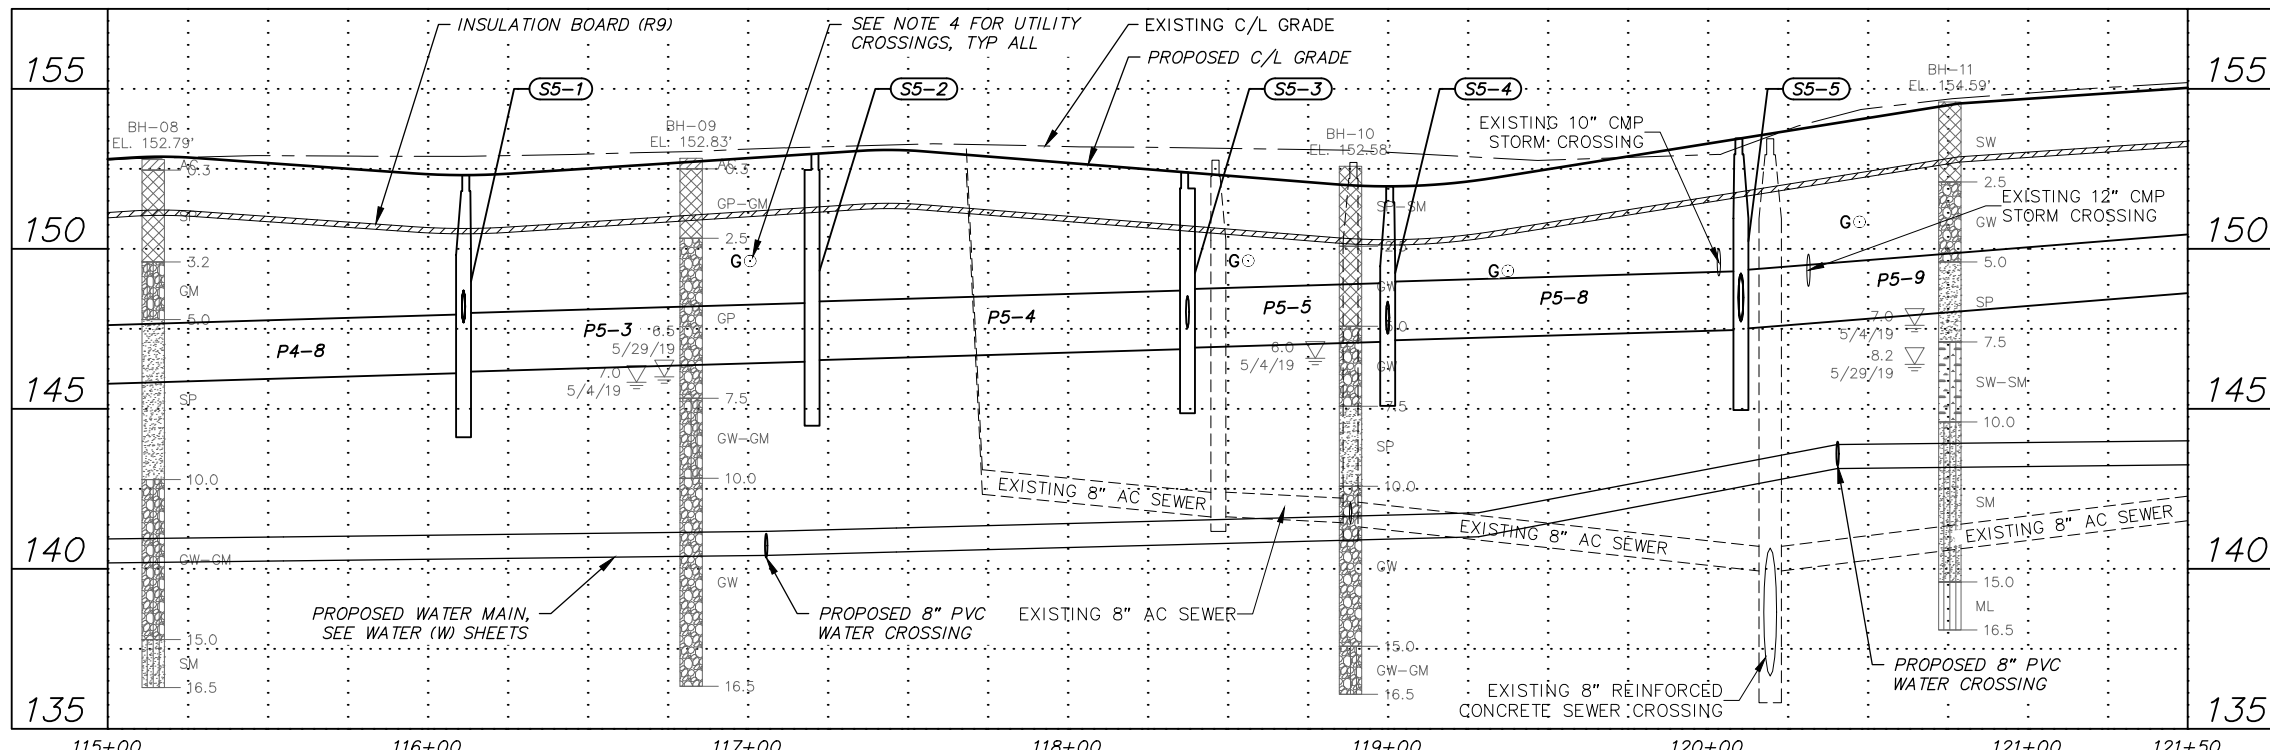 INSULATION BOARD (R9)
SEE NOTE 4 FOR UTILITY
CROSSINGS, TYP ALL
EXISTING C/L GRADE
PROPOSED C/L GRADE
155
155
S5-1
S5-2
S5-3
S5-4
S5-5
BH-08
EL. 152.79'
BH-09
EL. 152.83'
BH-10
EL. 152.58'
BH-11
EL. 154.59'
EXISTING 10" CMP
STORM CROSSING
EXISTING 12" CMP
STORM CROSSING
150
150
AC
0.3
SP
3.2
GM
5.0
SP
10.0
GW-GM
15.0
SM
16.5
0.3
GP-GM
2.5
GP
7.5
GW-GM
10.0
GW
16.5
SP-SM
GW
GW
7.5
SP
10.0
GW
15.0
GW-GM
16.5
SW
2.5
GW
5.0
SP
7.5
SW-SM
10.0
SM
15.0
ML
16.5
G
G
G
G
P4-8
P5-3
P5-4
P5-5
P5-8
P5-9
6.5
5/29/19
7.0
5/4/19
6.0
5/4/19
7.0
5/4/19
8.2
5/29/19
145
145
EXISTING 8" AC SEWER
EXISTING 8" AC SEWER
EXISTING 8" AC SEWER
140
140
PROPOSED WATER MAIN,
SEE WATER (W) SHEETS
PROPOSED 8" PVC
WATER CROSSING
EXISTING 8" AC SEWER
EXISTING 8" REINFORCED
CONCRETE SEWER CROSSING
PROPOSED 8" PVC
WATER CROSSING
135
135
115+00
116+00
117+00
118+00
119+00
120+00
121+00
121+50